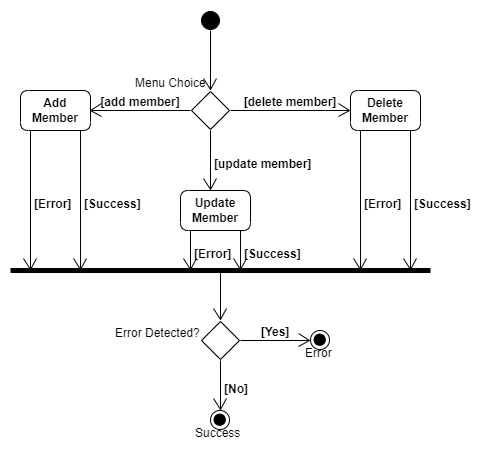 Menu Choice
Add
Member
[add member]
[delete member]
Delete
Member
[update member]
Update
Member
[Error]
[Success]
[Error]
[Success]
[Error]
[Success]
Error Detected?
[Yes]
Error
[No]
Success